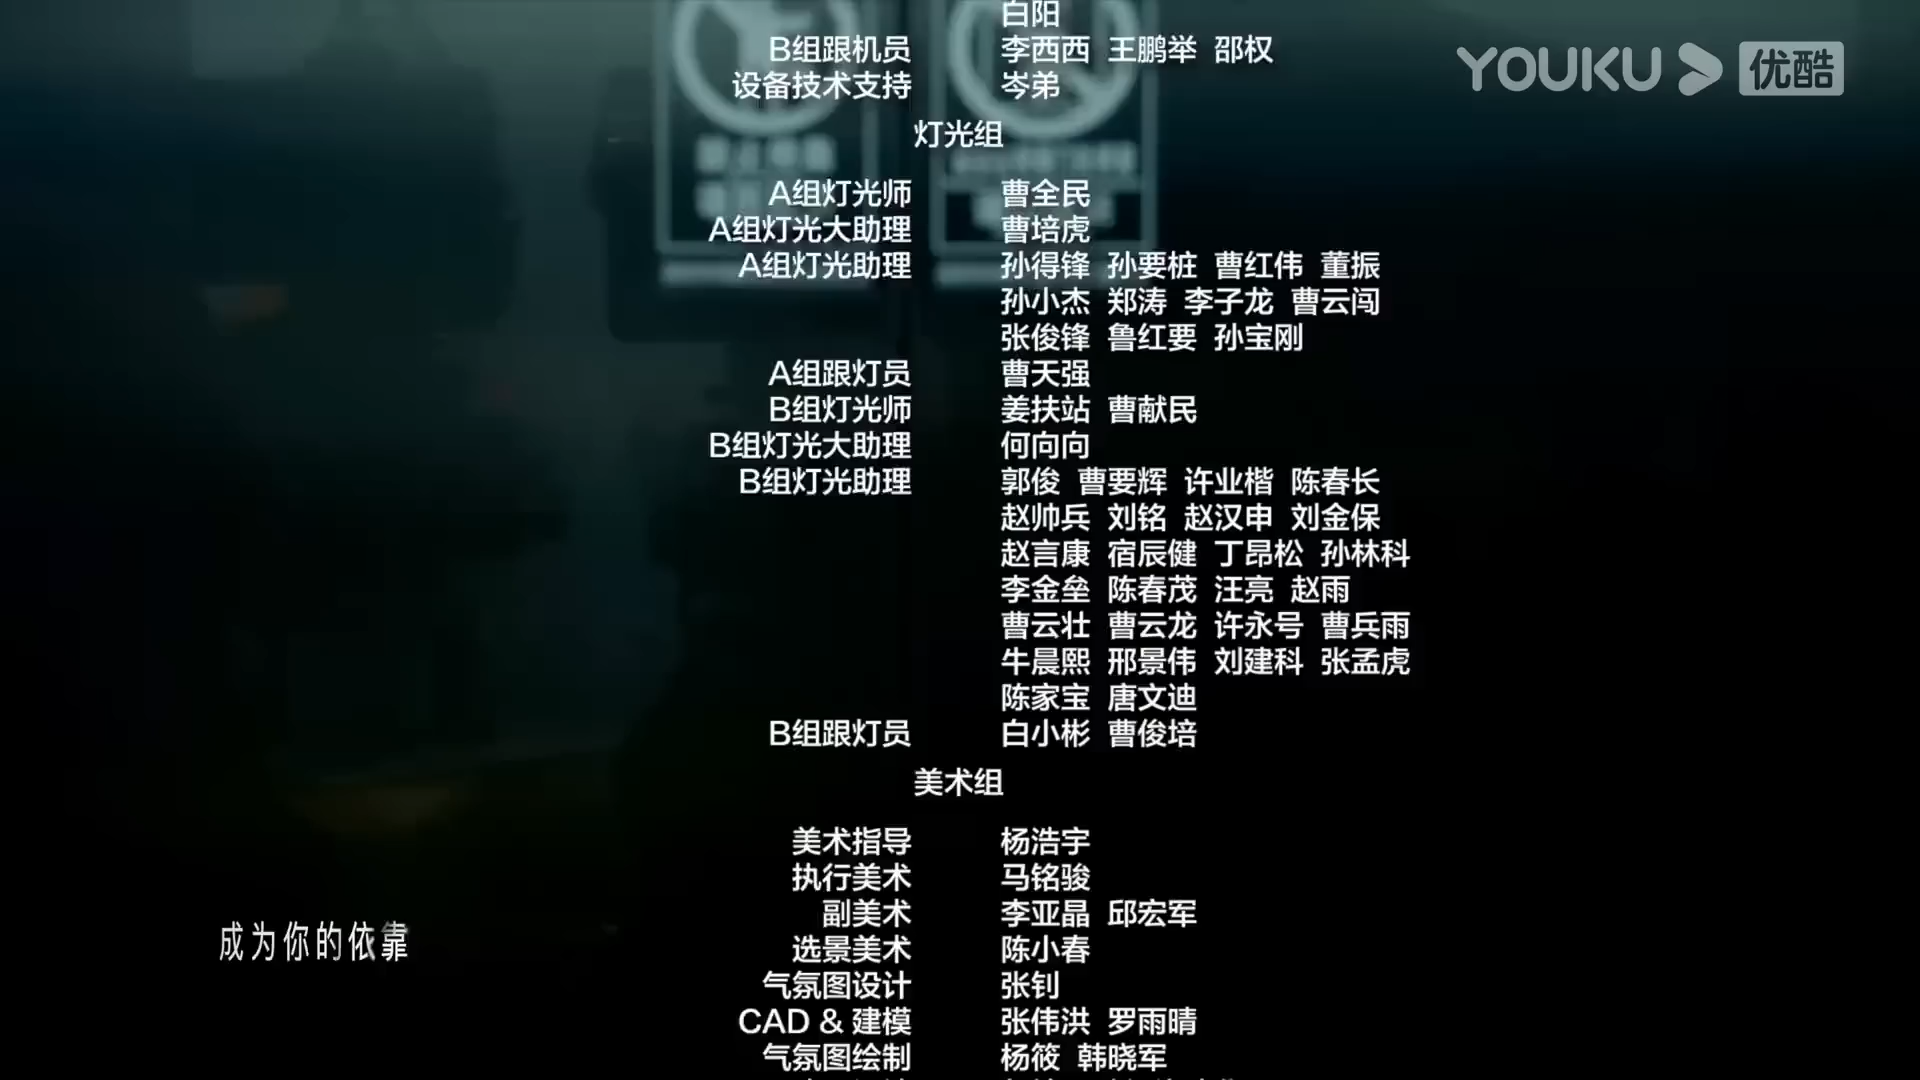 白阳
B组跟机员 李西西 王鹏举 邵权
YOUKU 优酷
设备技术支持 岑弟
灯光组
A组灯光师 曹全民
A组灯光大助理 曹培虎
A组灯光助理 孙得锋 孙要桩 曹红伟 董振
孙小杰 郑涛 李子龙 曹云闯
张俊锋 鲁红要 孙宝刚
A组跟灯员 曹天强
B组灯光师 姜扶站 曹献民
B组灯光大助理 何向向
B组灯光助理 郭俊 曹要辉 许业楷 陈春长
赵帅兵 刘铭 赵汉申 刘金保
赵言康 宿辰健 丁昂松 孙林科
李金垒 陈春茂 汪亮 赵雨
曹云壮 曹云龙 许永号 曹兵雨
牛晨熙 邢景伟 刘建科 张孟虎
陈家宝 唐文迪
B组跟灯员 白小彬 曹俊培
美术组
美术指导 杨浩宇
执行美术 马铭骏
副美术 李亚晶 邱宏军
成为你的依靠
选景美术 陈小春
气氛图设计 张钊
CAD & 建模 张伟洪 罗雨晴
气氛图绘制 杨筱 韩晓军